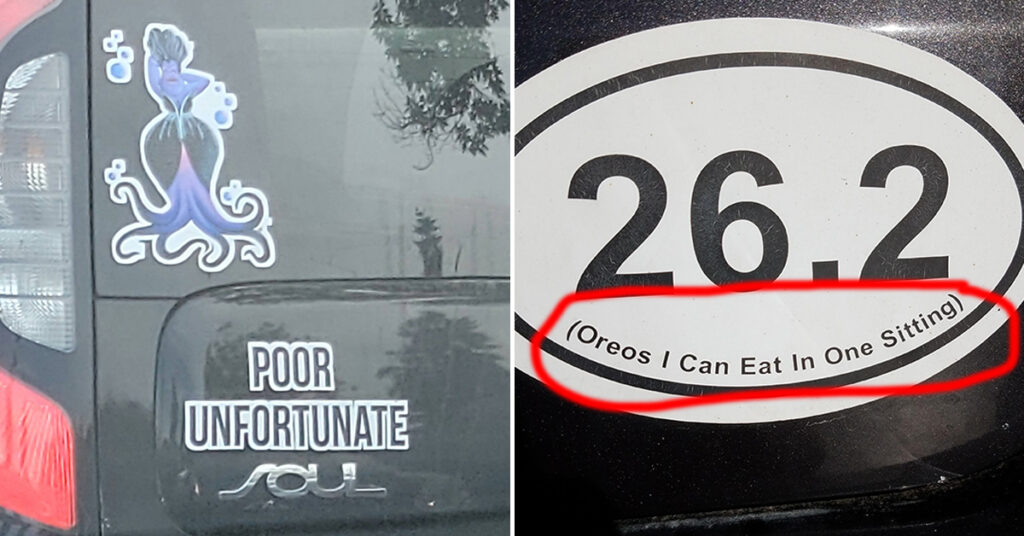 POOR
UNFORTUNATE
SOUL
26.2
(Oreos I Can Eat In One Sitting)